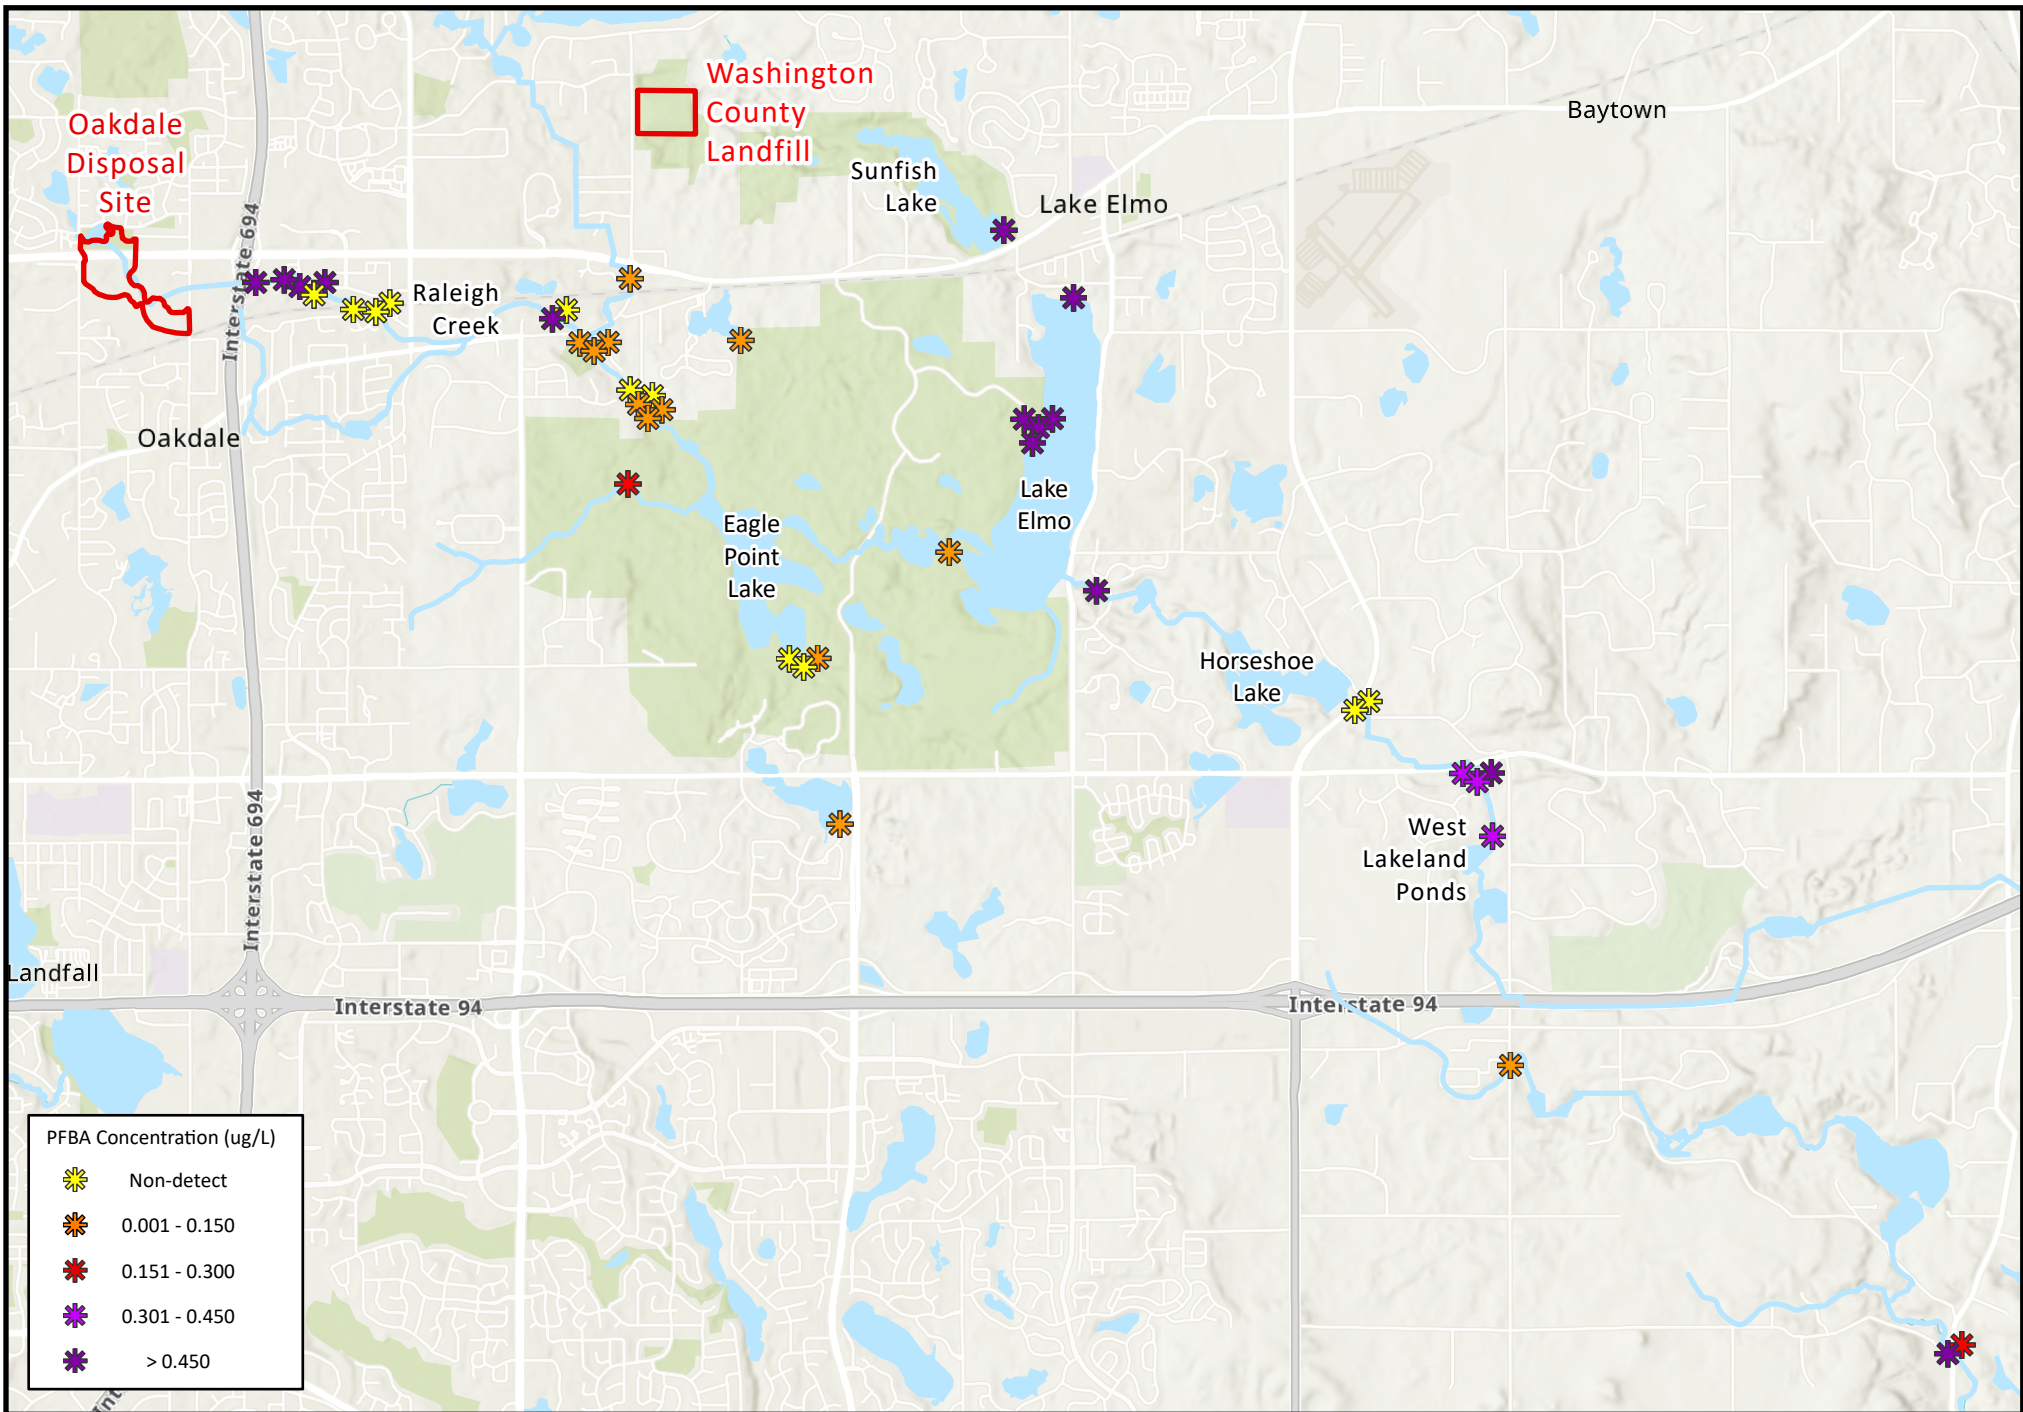 Washington
County
Landfill
Oakdale
Disposal
Site
Baytown
Sunfish
Lake
Lake Elmo
Interstate 694
Raleigh
Creek
Oakdale
Lake
Elmo
Eagle
Point
Lake
Horseshoe
Lake
Interstate 694
West
Lakeland
Ponds
Landfall
Interstate 94
Interstate 94
PFBA Concentration (ug/L)
Non-detect
0.001 - 0.150
0.151 - 0.300
0.301 - 0.450
> 0.450